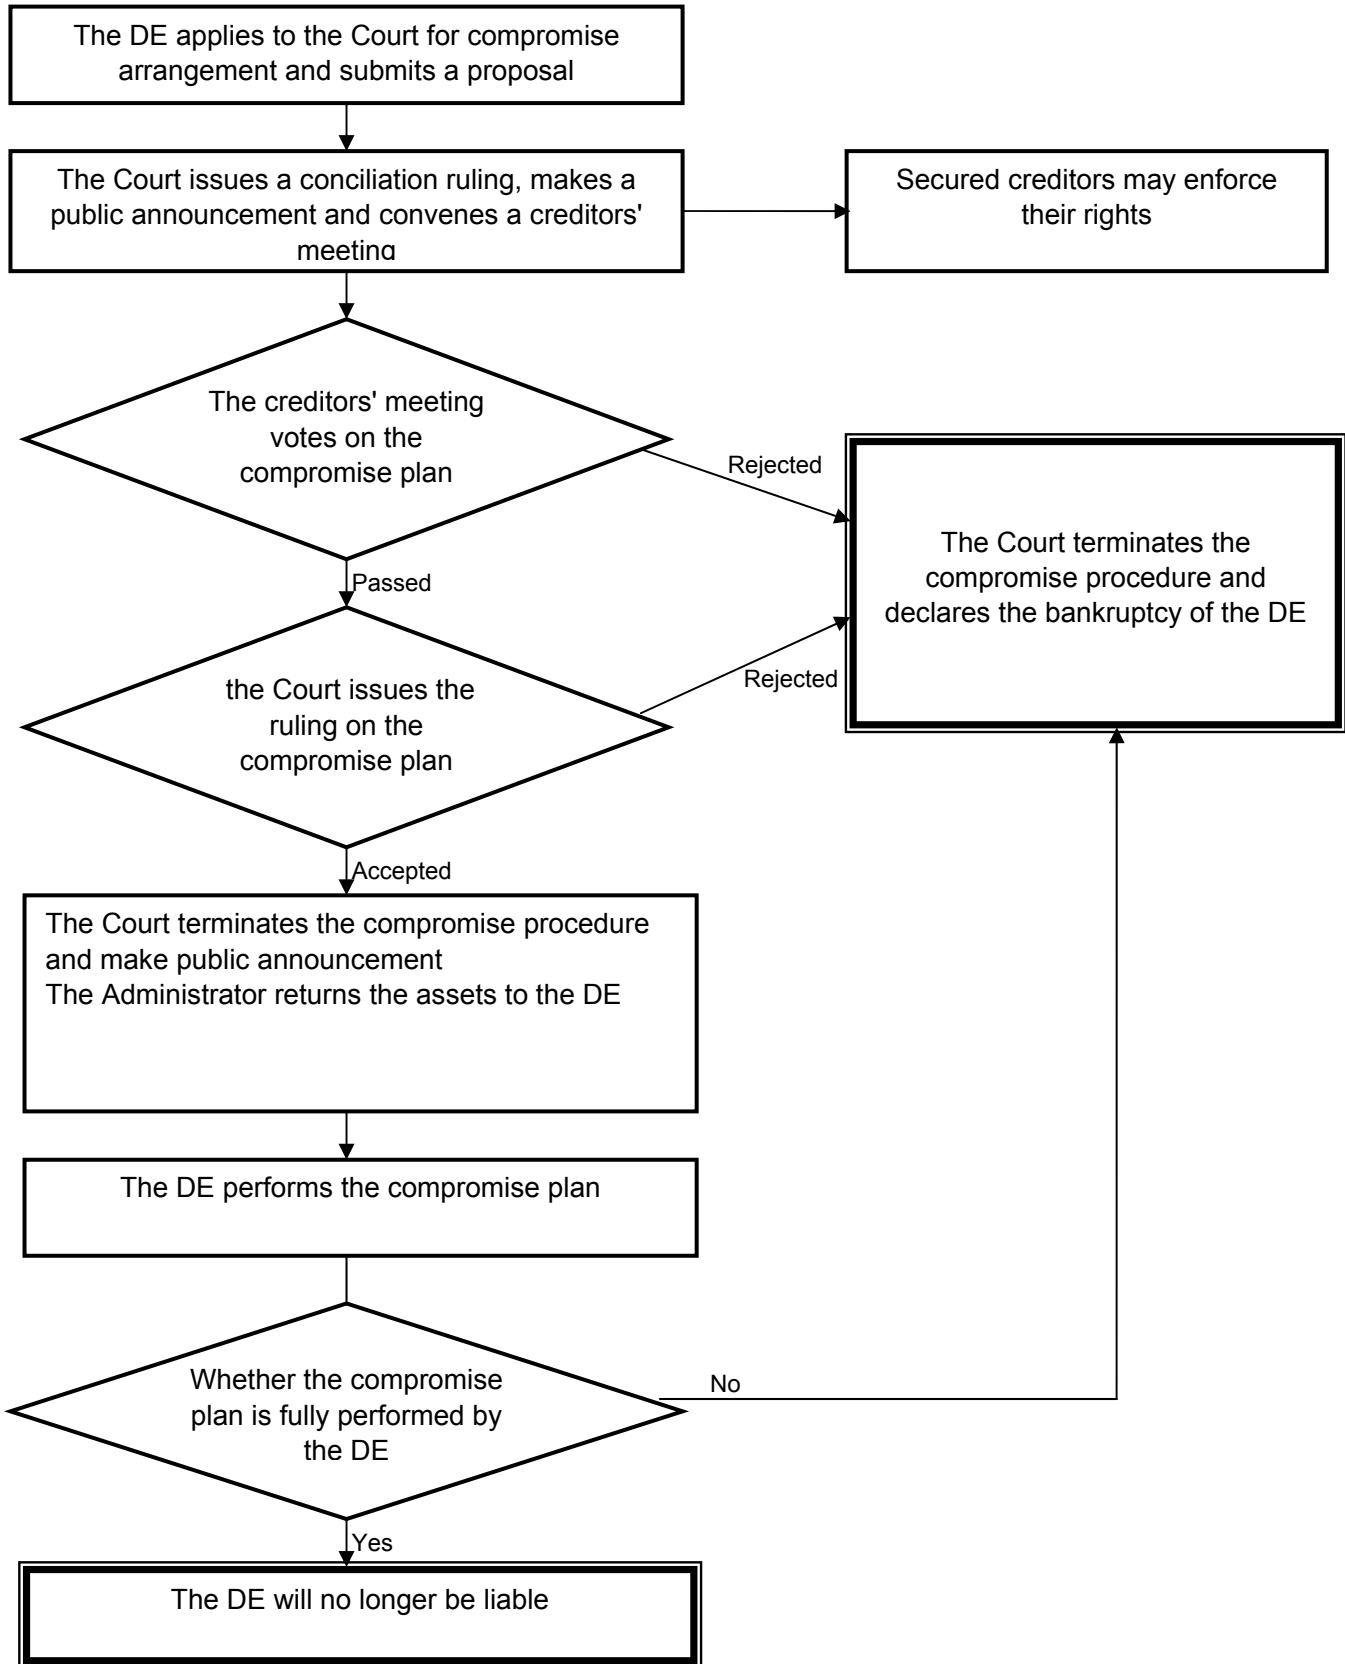 The DE applies to the Court for compromise
arrangement and submits a proposal
The Court issues a conciliation ruling, makes a
public announcement and convenes a creditors'
meeting
Secured creditors may enforce
their rights
The creditors' meeting
votes on the
compromise plan
Rejected
The Court terminates the
compromise procedure and
declares the bankruptcy of the DE
Passed
the Court issues the
ruling on the
compromise plan
Rejected
Accepted
The Court terminates the compromise procedure
and make public announcement
The Administrator returns the assets to the DE
The DE performs the compromise plan
Whether the compromise
plan is fully performed by
the DE
No
Yes
The DE will no longer be liable